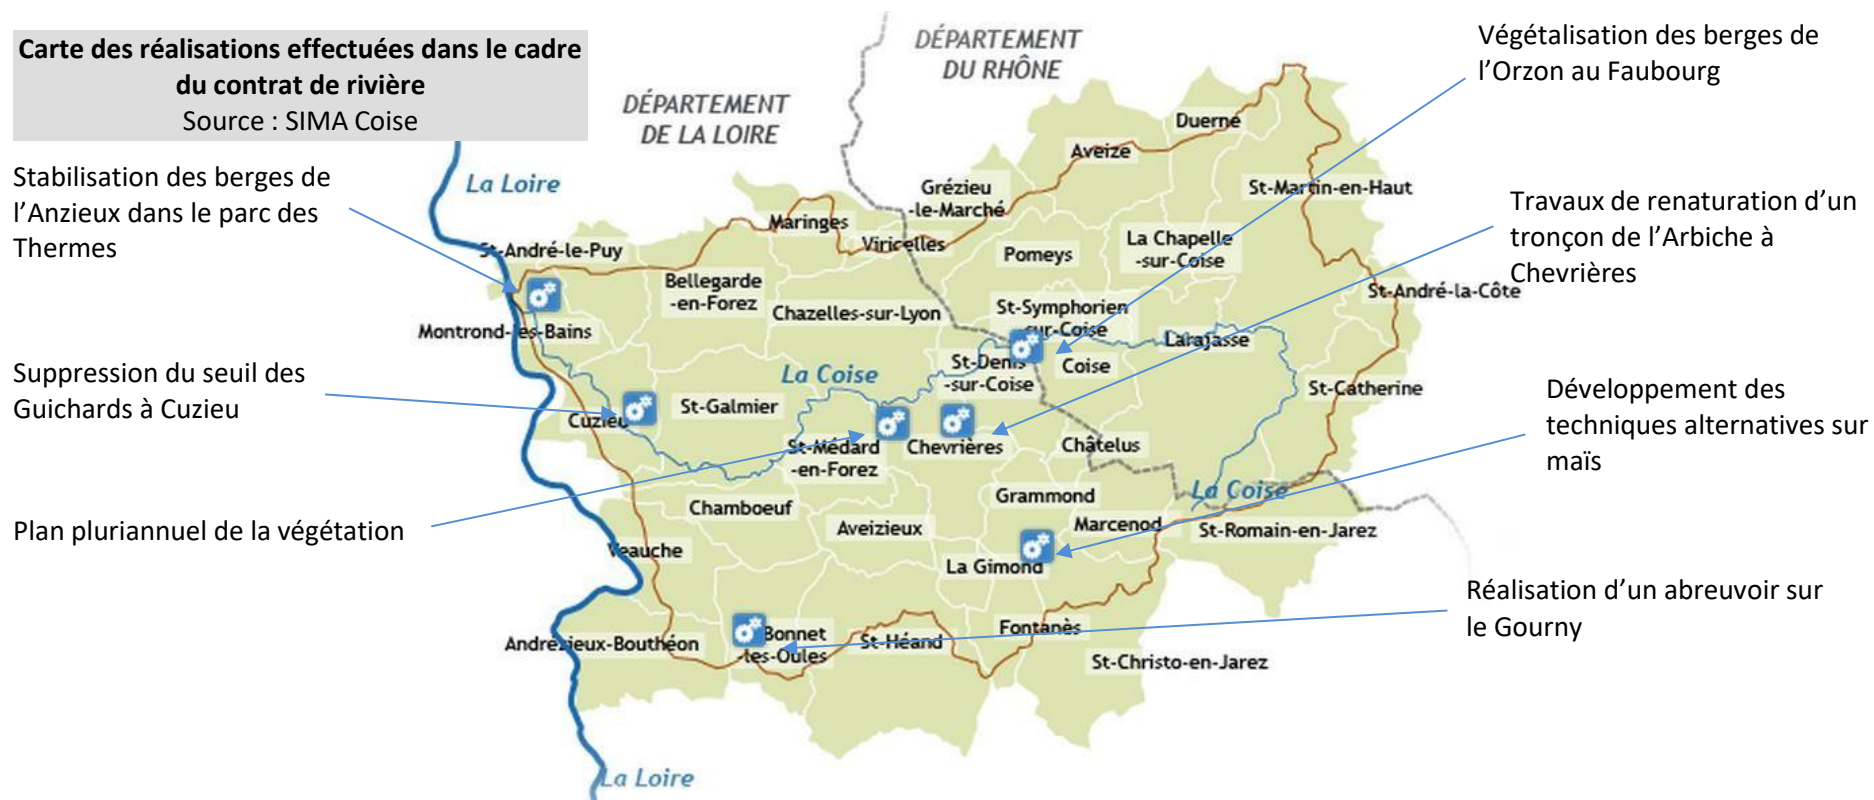 Carte des réalisations effectuées dans le cadre
du contrat de rivière
Source : SIMA Coise
DÉPARTEMENT
DU RHÔNE
DÉPARTEMENT
DE LA LOIRE
Végétalisation des berges de
l’Orzon au Faubourg
Stabilisation des berges de
l’Anzieux dans le parc des
Thermes
Travaux de renaturation d’un
tronçon de l’Arbiche à
Chevrières
Suppression du seuil des
Guichards à Cuzieu
Développement des
techniques alternatives sur
maïs
Plan pluriannuel de la végétation
Réalisation d’un abreuvoir sur
le Gourny
La Loire
Duerne
Aveize
Grézieu
-le-Marché
St-Martin-en-Haut
Maringes
Viricelles
St-André-le-Puy
Pomeys
La Chapelle
-sur-Coise
Bellegarde
-en-Forez
Chazelles-sur-Lyon
St-Symphorien
-sur-Coise
St-André-la-Côte
Montrond-les-Bains
Larajasse
St-Denis
-sur-Coise
Coise
La Coise
St-Catherine
St-Galmier
Cuzieu
St-Médard
-en-Forez
Chevrières
Châtelus
La Coise
Grammond
Chamboeuf
Aveizieux
Marcenod
St-Romain-en-Jarez
Veauche
La Gimond
Bonnet
-les-Oules
Andrézieux-Bouthéon
St-Héand
Fontanès
St-Christo-en-Jarez
La Loire